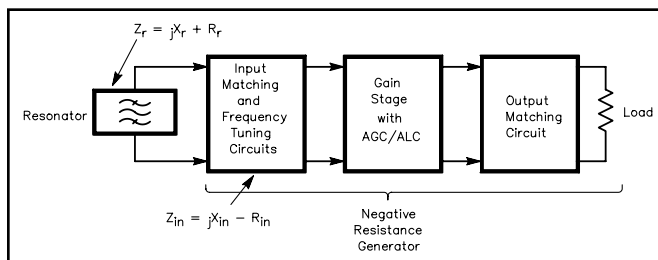 Z_r = jX_r + R_r
Resonator
Input
Matching
and
Frequency
Tuning
Circuits
Gain
Stage
with
AGC/ALC
Output
Matching
Circuit
Load
Z_in = jX_in − R_in
Negative
Resistance
Generator